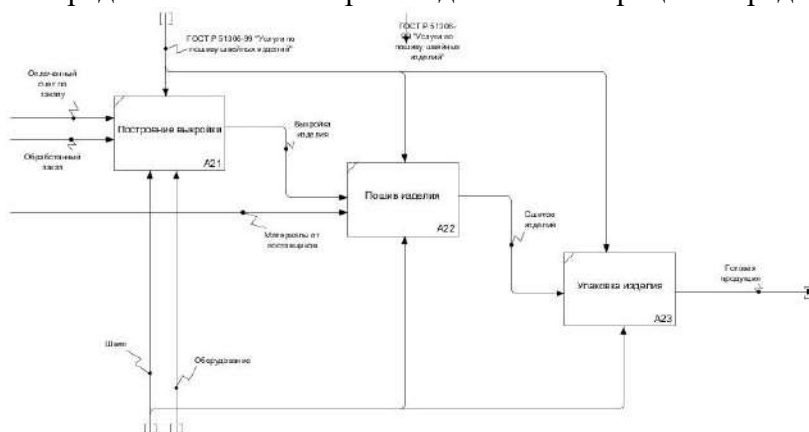 ГОСТ Р 51306-99 "Услуги по
пошиву швейных изделий"
ГОСТ Р 51306-
99 "Услуги по
пошиву швейных
изделий"
Оплаченный
счет по
заказу
Построение выкройки
A21
Обработанный
заказ
Выкройка
изделия
Пошив изделия
A22
Материалы от
поставщиков
Сшитое
изделие
Упаковка изделия
A23
Готовая
продукция
Швея
Оборудование